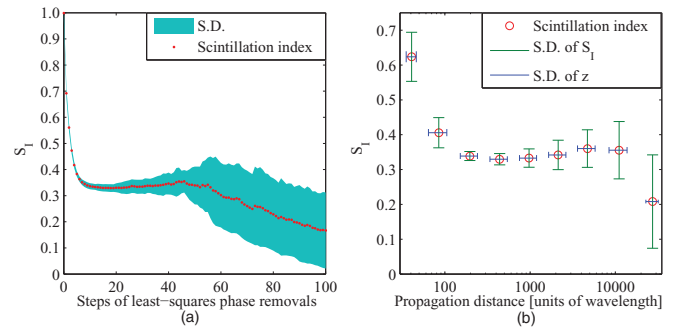 1.0
0.9
0.8
0.7
0.6
0.5
0.4
0.3
0.2
0.1
0
S_I
S.D.
Scintillation index
0 20 40 60 80 100
Steps of least−squares phase removals
(a)
0.7
0.6
0.5
0.4
0.3
0.2
0.1
0
S_I
Scintillation index
S.D. of S_I
S.D. of z
100 1000 10000
Propagation distance [units of wavelength]
(b)